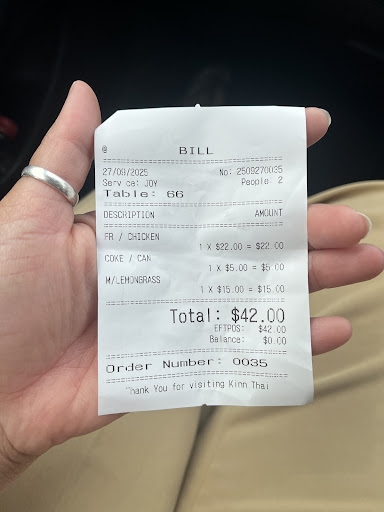 @
BILL
27/09/2025 No: 2509270035
Service: JOY People: 2
Table: 66
DESCRIPTION AMOUNT
FR / CHICKEN
1 X $22.00 = $22.00
COKE / CAN
1 X $5.00 = $5.00
M/LEMONGRASS
1 X $15.00 = $15.00
Total: $42.00
EFTPOS: $42.00
Balance: $0.00
Order Number: 0035
Thank You for visiting Kinn Thai